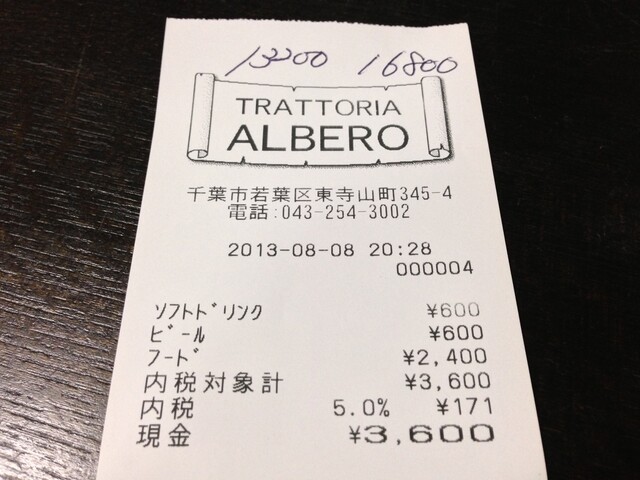 13200 16800
TRATTORIA
ALBERO
千葉市若葉区東寺山町345-4
電話:043-254-3002
2013-08-08 20:28
000004
ｿﾌﾄﾄﾞﾘﾝｸ ¥600
ﾋﾞｰﾙ ¥600
ﾌｰﾄﾞ ¥2,400
内税対象計 ¥3,600
内税 5.0% ¥171
現金 ¥3,600